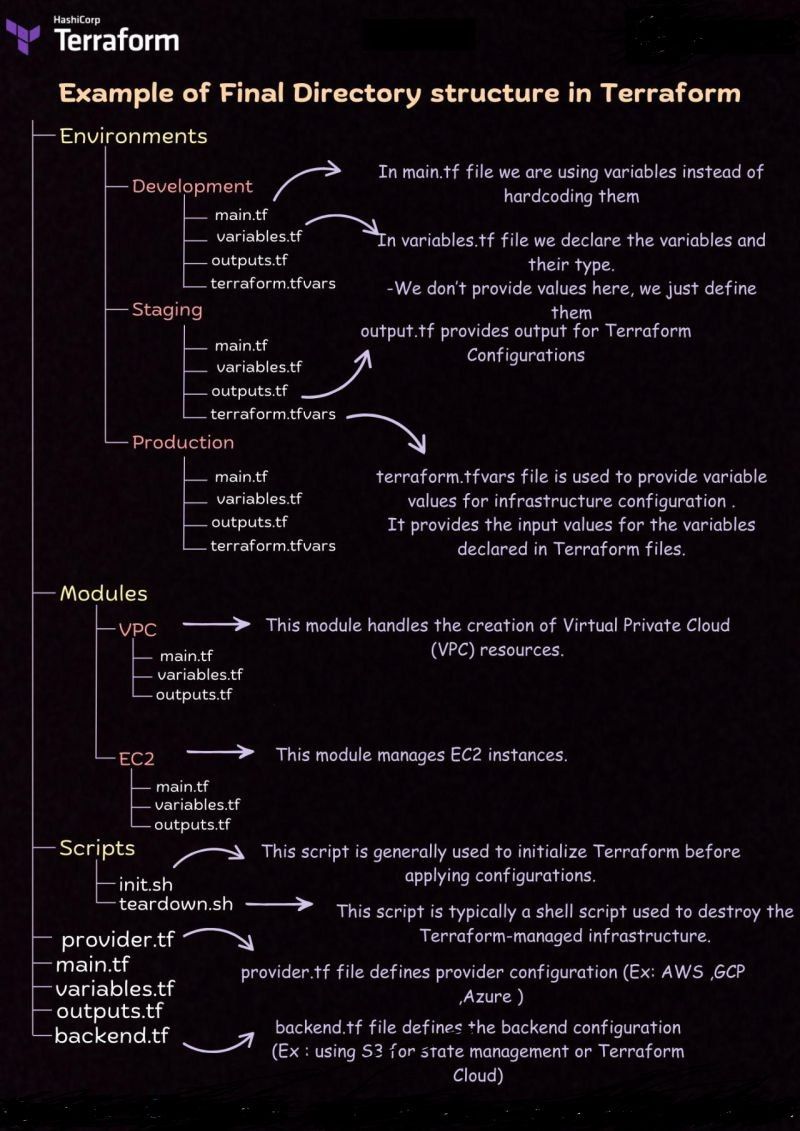 HashiCorp
Terraform
Example of Final Directory structure in Terraform
Environments
Development
main.tf
variables.tf
outputs.tf
terraform.tfvars
In main.tf file we are using variables instead of
hardcoding them
In variables.tf file we declare the variables and
their type.
-We don't provide values here, we just define
them
Staging
main.tf
variables.tf
outputs.tf
terraform.tfvars
output.tf provides output for Terraform
Configurations
Production
main.tf
variables.tf
outputs.tf
terraform.tfvars
terraform.tfvars file is used to provide variable
values for infrastructure configuration .
It provides the input values for the variables
declared in Terraform files.
Modules
VPC
main.tf
variables.tf
outputs.tf
This module handles the creation of Virtual Private Cloud
(VPC) resources.
EC2
main.tf
variables.tf
outputs.tf
This module manages EC2 instances.
Scripts
init.sh
teardown.sh
This script is generally used to initialize Terraform before
applying configurations.
This script is typically a shell script used to destroy the
Terraform-managed infrastructure.
provider.tf
main.tf
variables.tf
outputs.tf
backend.tf
provider.tf file defines provider configuration (Ex: AWS ,GCP
,Azure )
backend.tf file defines the backend configuration
(Ex : using S3 for state management or Terraform
Cloud)